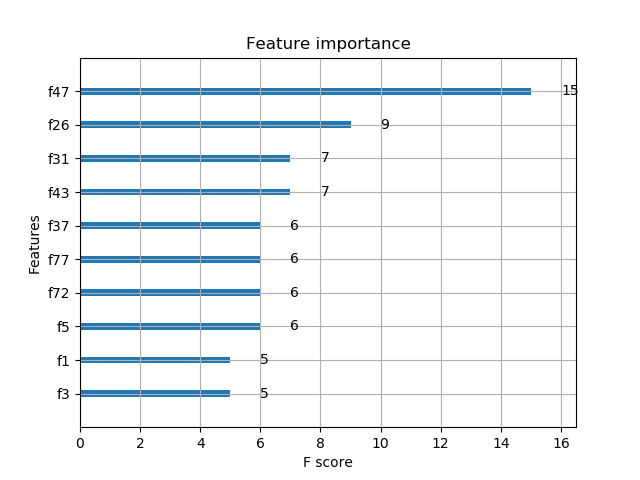 Feature importance
Features
f47 15
f26 9
f31 7
f43 7
f37 6
f77 6
f72 6
f5 6
f1 5
f3 5
0 2 4 6 8 10 12 14 16
F score